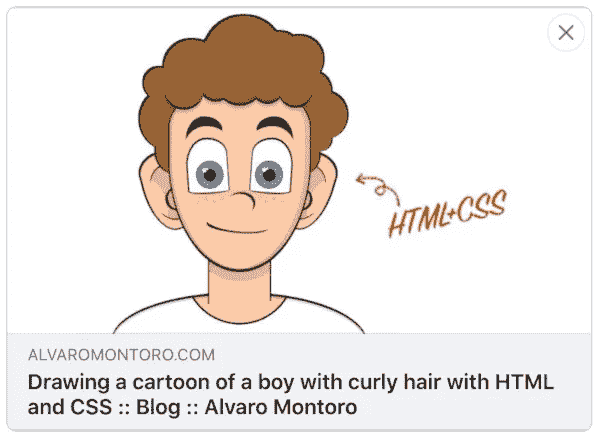 HTML+CSS
ALVAROMONTORO.COM
Drawing a cartoon of a boy with curly hair with HTML
and CSS :: Blog :: Alvaro Montoro